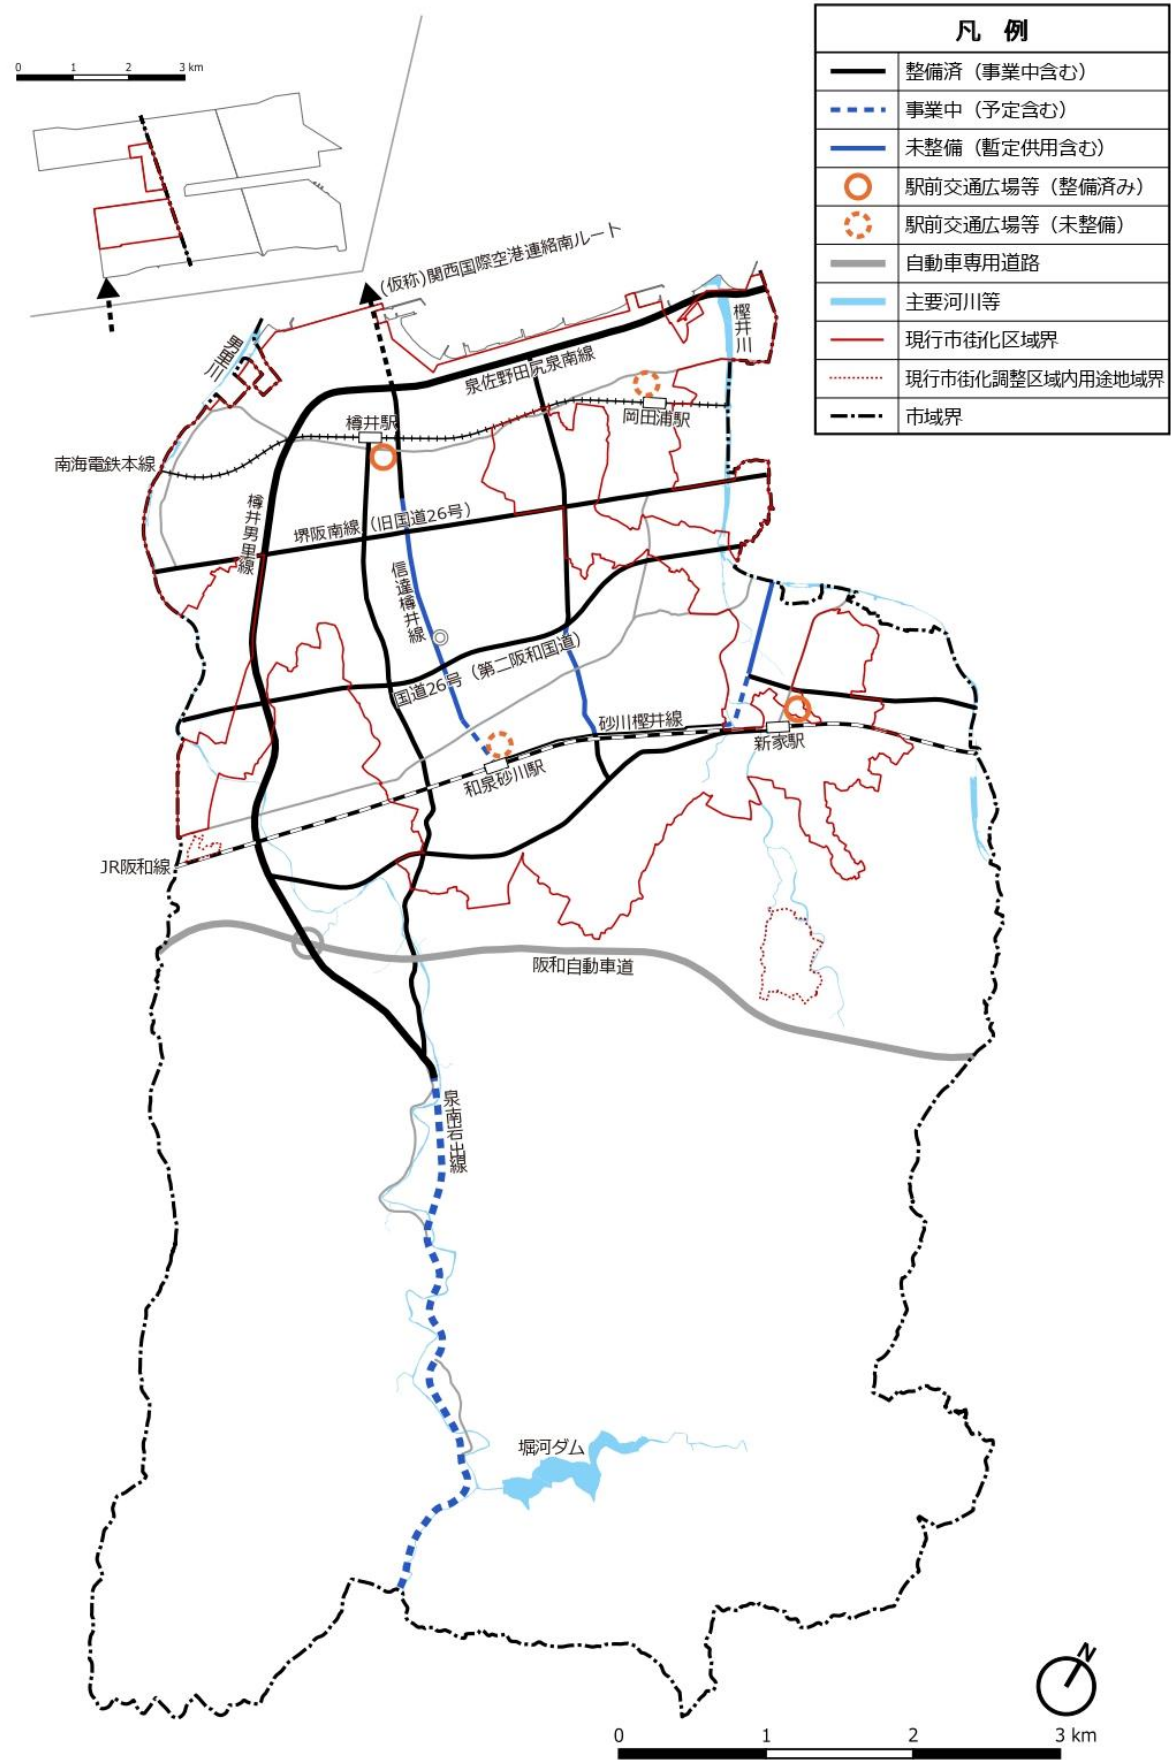 0 1 2 3 km
凡 例
整備済（事業中含む）
事業中（予定含む）
未整備（暫定供用含む）
駅前交通広場等（整備済み）
駅前交通広場等（未整備）
自動車専用道路
主要河川等
現行市街化区域界
現行市街化調整区域内用途地域界
市域界
(仮称)関西国際空港連絡南ルート
男里川
樫井川
泉佐野田尻泉南線
岡田浦駅
樽井駅
南海電鉄本線
樽井男里線
堺阪南線（旧国道26号）
信達樽井線
国道26号（第二阪和国道）
砂川樫井線
新家駅
和泉砂川駅
JR阪和線
阪和自動車道
泉南岩出線
堀河ダム
N
0 1 2 3 km